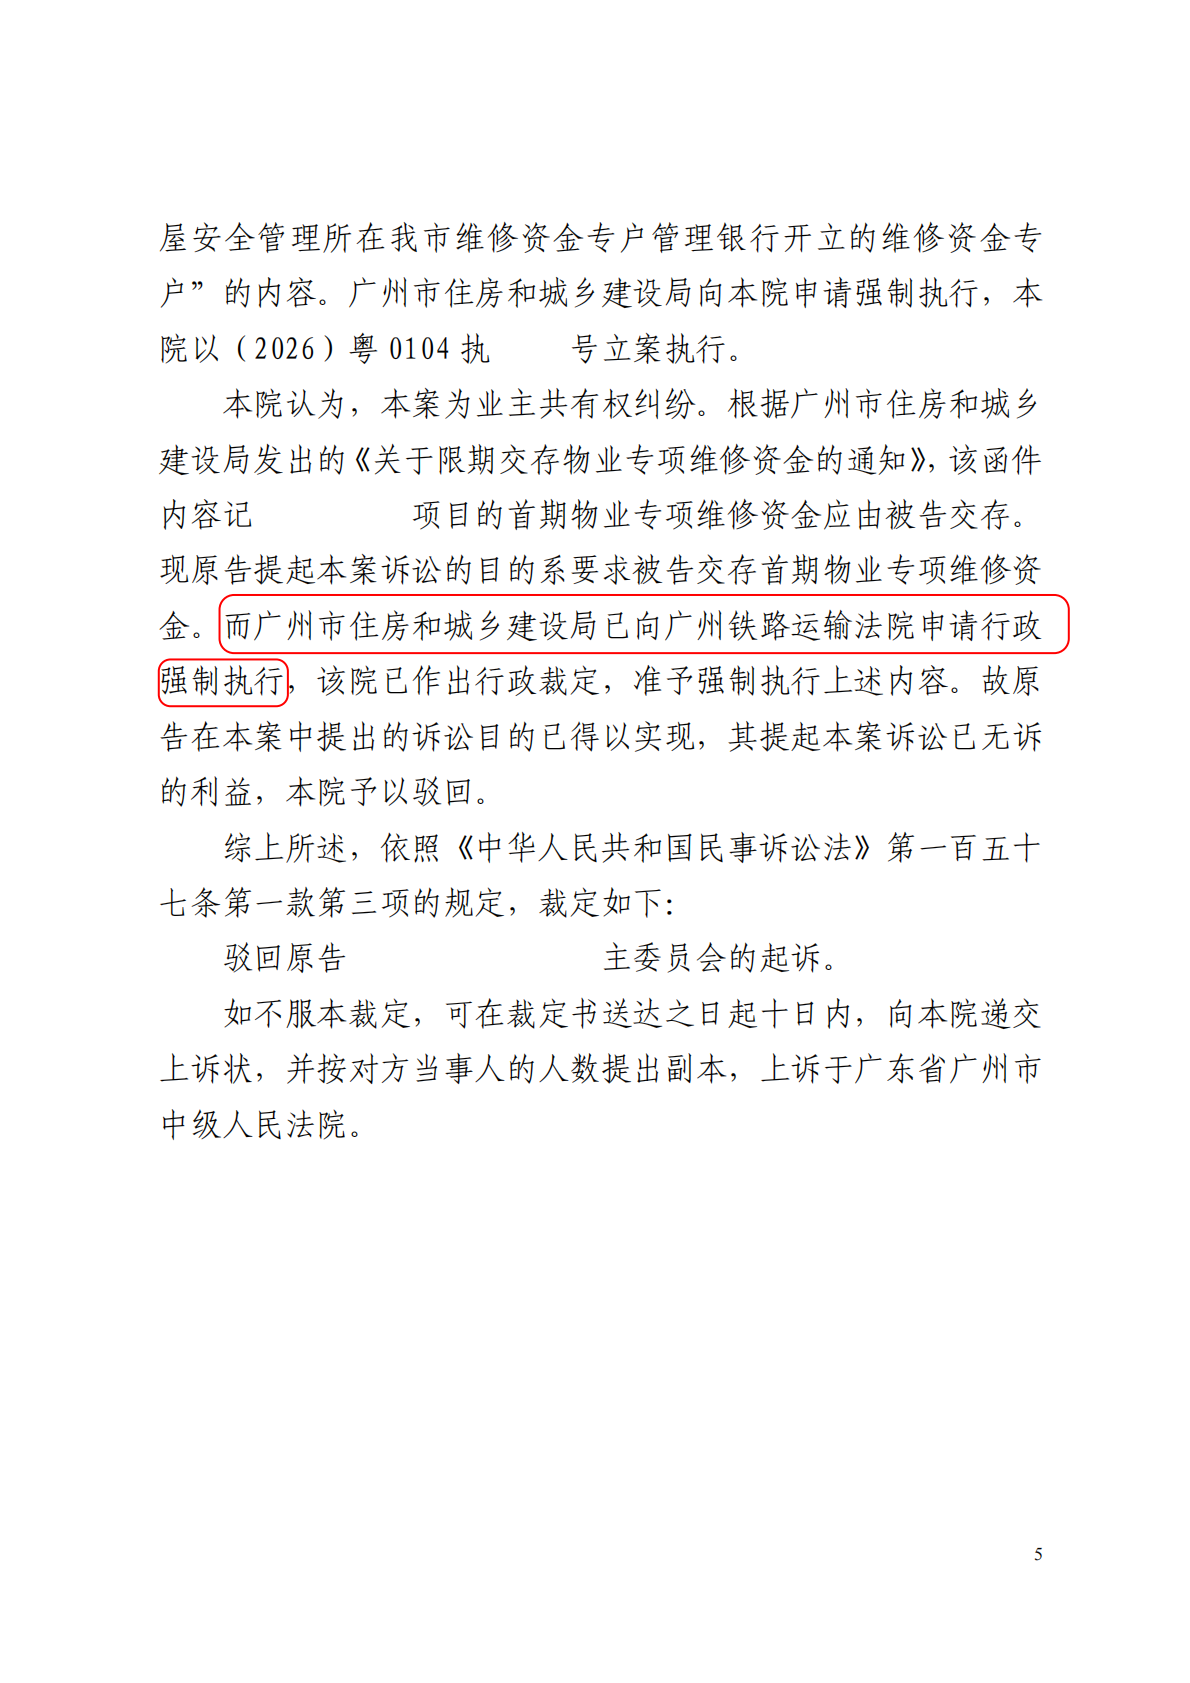 屋安全管理所在我市维修资金专户管理银行开立的维修资金专
户”的内容。广州市住房和城乡建设局向本院申请强制执行，本
院以（2026）粤 0104 执 号立案执行。
本院认为，本案为业主共有权纠纷。根据广州市住房和城乡
建设局发出的《关于限期交存物业专项维修资金的通知》，该函件
内容记 项目的首期物业专项维修资金应由被告交存。
现原告提起本案诉讼的目的系要求被告交存首期物业专项维修资
金。而广州市住房和城乡建设局已向广州铁路运输法院申请行政
强制执行，该院已作出行政裁定，准予强制执行上述内容。故原
告在本案中提出的诉讼目的已得以实现，其提起本案诉讼已无诉
的利益，本院予以驳回。
综上所述，依照《中华人民共和国民事诉讼法》第一百五十
七条第一款第三项的规定，裁定如下：
驳回原告 主委员会的起诉。
如不服本裁定，可在裁定书送达之日起十日内，向本院递交
上诉状，并按对方当事人的人数提出副本，上诉于广东省广州市
中级人民法院。
5